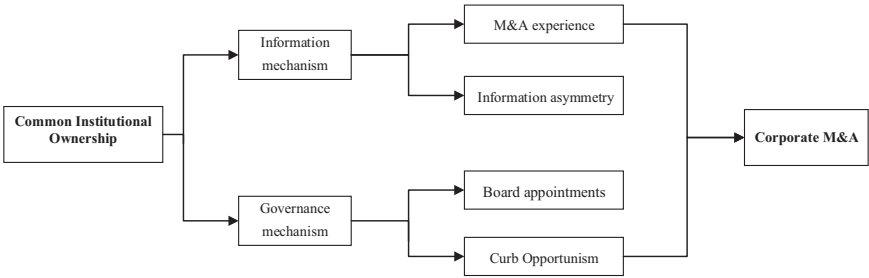 M&A experience
Information
mechanism
Information asymmetry
Common Institutional
Ownership
Corporate M&A
Board appointments
Governance
mechanism
Curb Opportunism